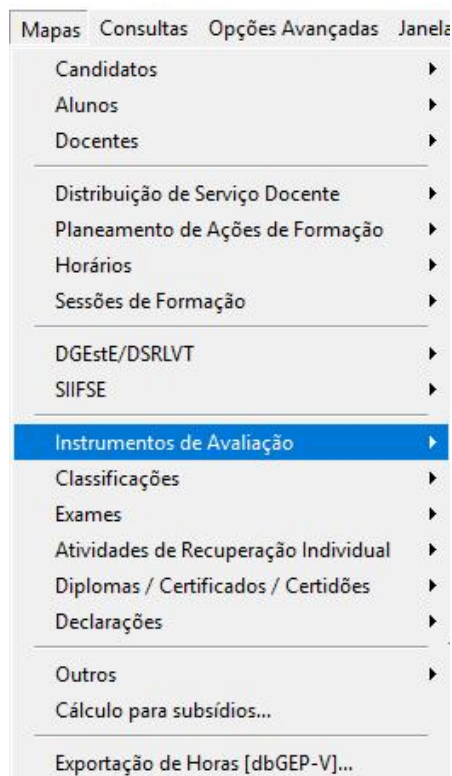 Mapas Consultas Opções Avançadas Janela
Candidatos
Alunos
Docentes
Distribuição de Serviço Docente
Planeamento de Ações de Formação
Horários
Sessões de Formação
DGEstE/DSRLVT
SIIFSE
Instrumentos de Avaliação
Classificações
Exames
Atividades de Recuperação Individual
Diplomas / Certificados / Certidões
Declarações
Outros
Cálculo para subsídios...
Exportação de Horas [dbGEP-V]...